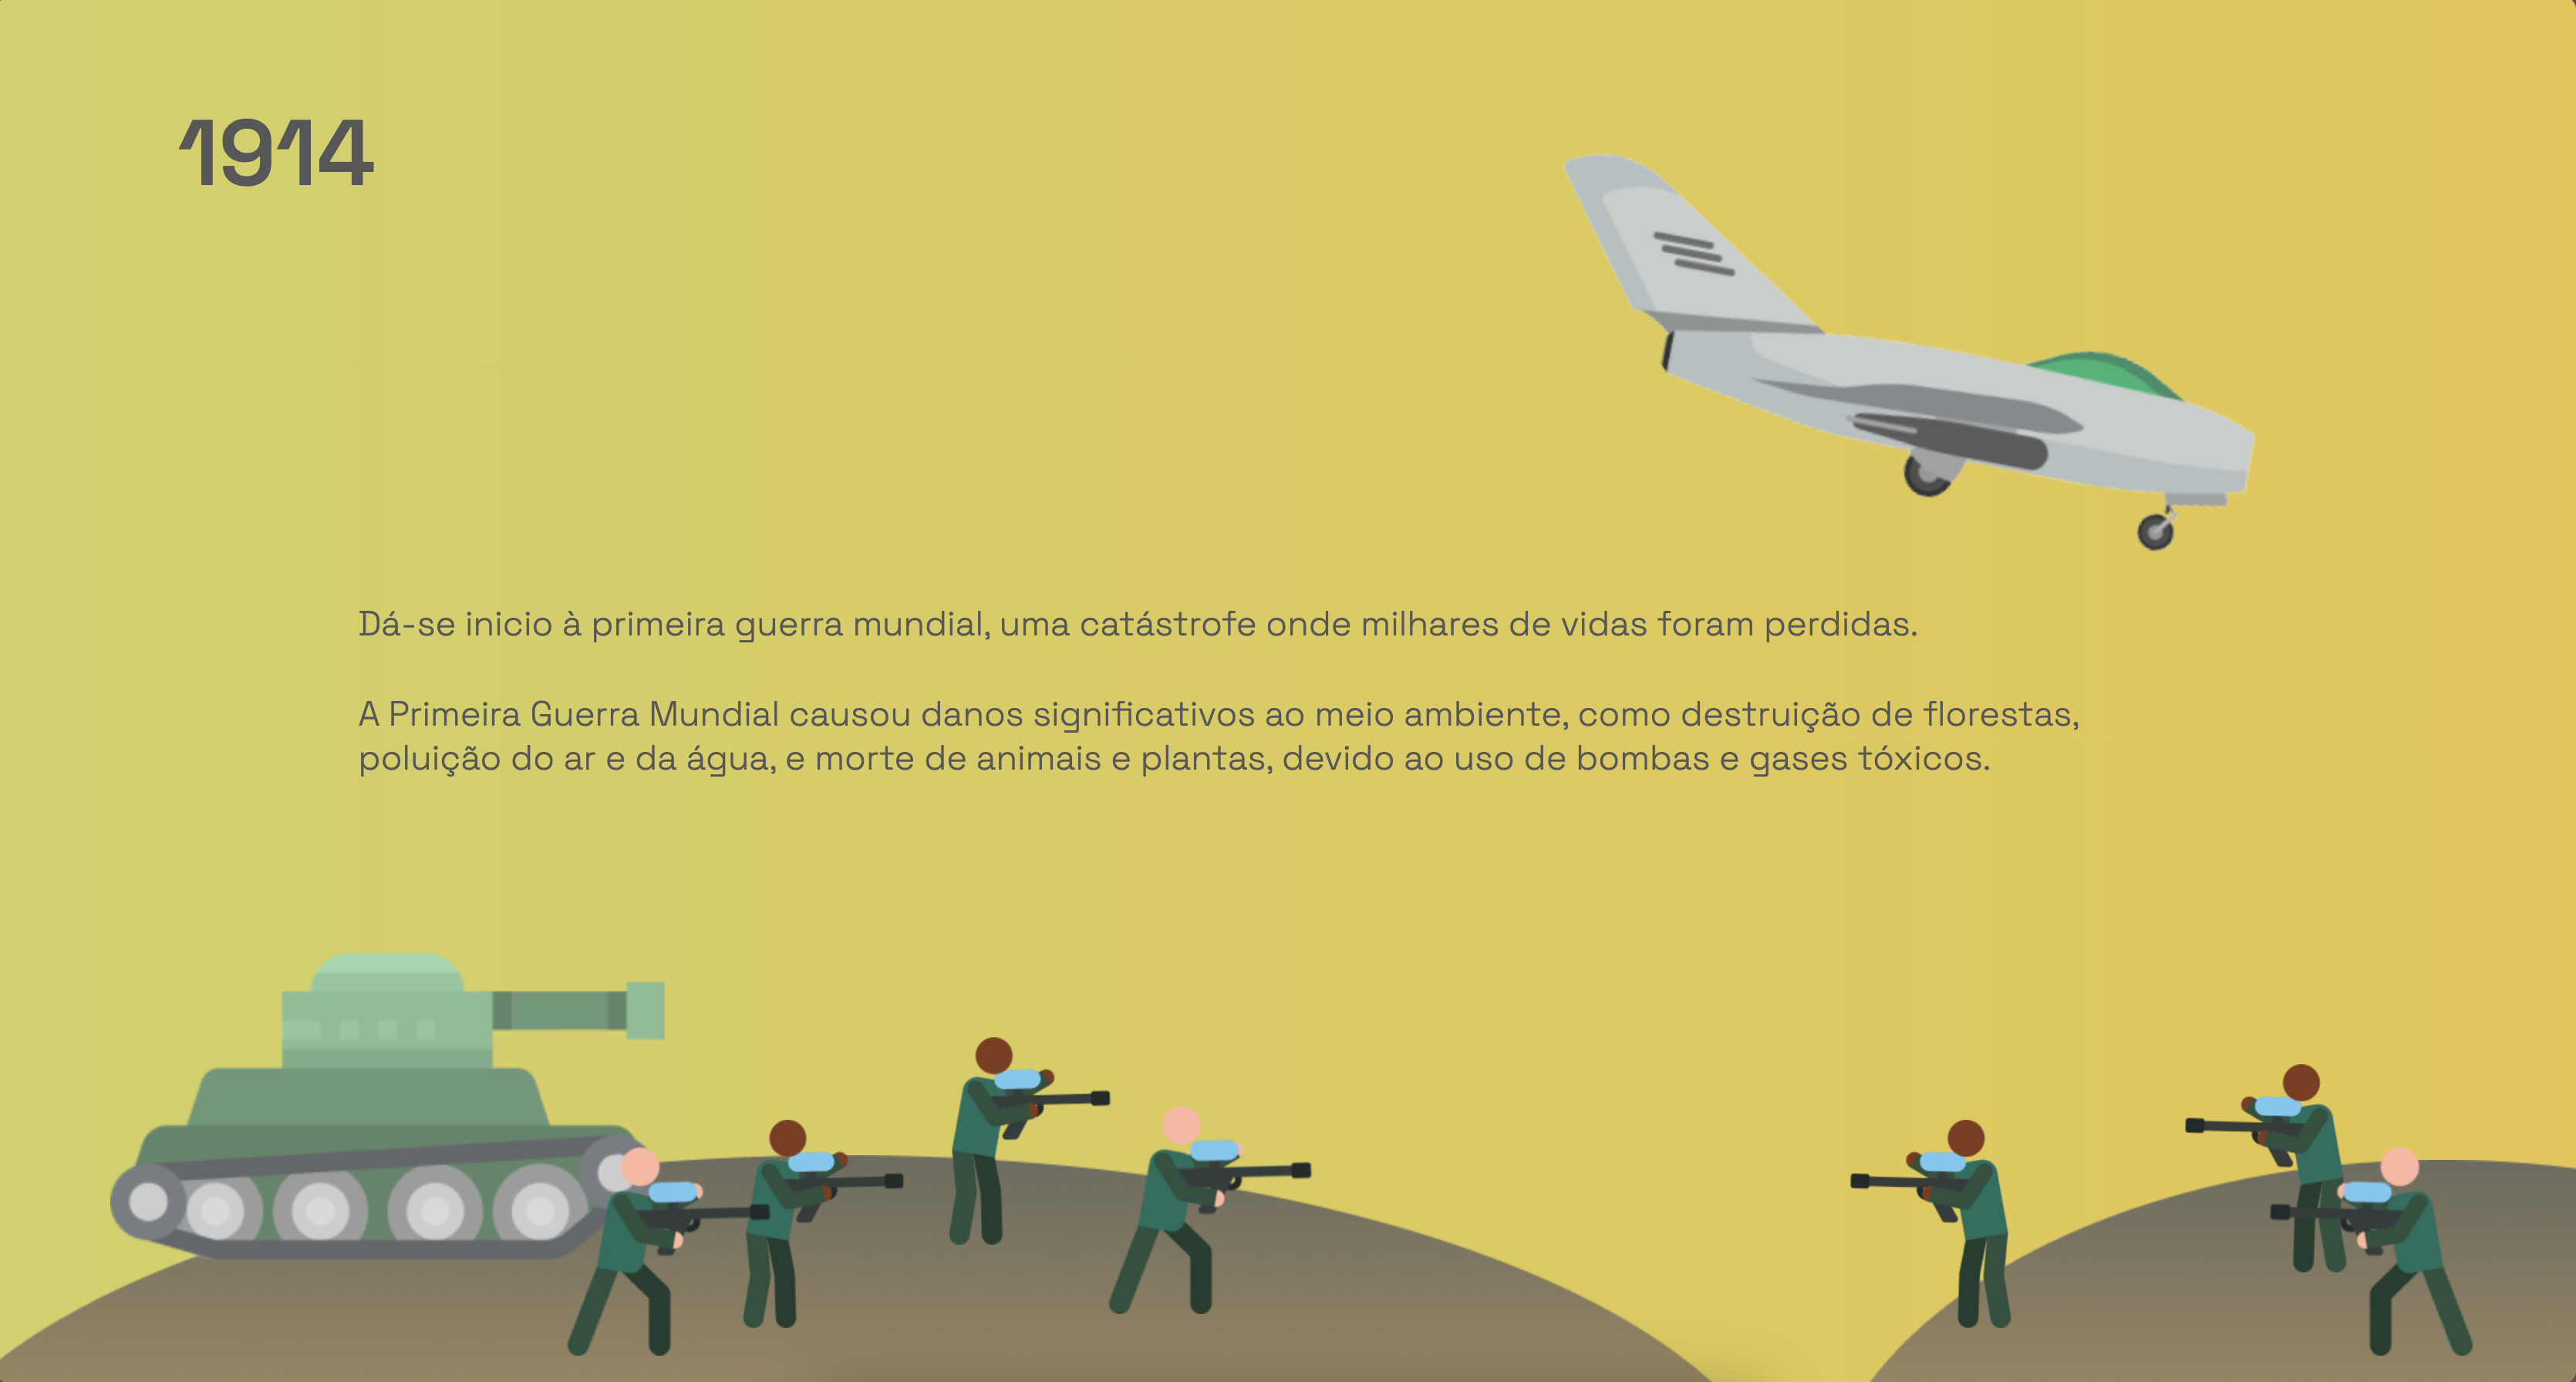 1914
Dá-se inicio à primeira guerra mundial, uma catástrofe onde milhares de vidas foram perdidas.
A Primeira Guerra Mundial causou danos significativos ao meio ambiente, como destruição de florestas,
poluição do ar e da água, e morte de animais e plantas, devido ao uso de bombas e gases tóxicos.